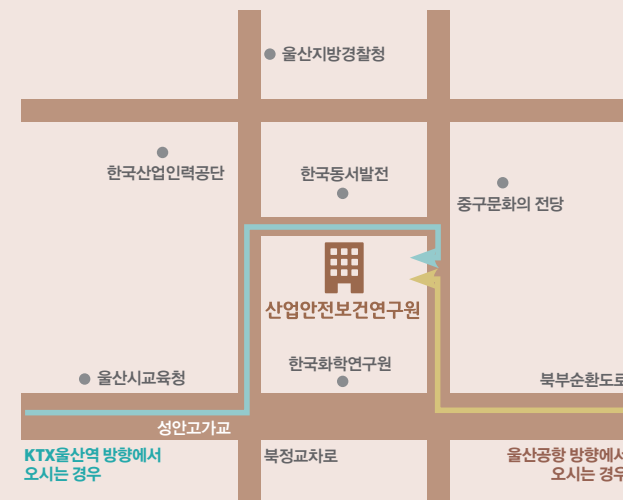 울산지방경찰청
한국산업인력공단
한국동서발전
중구문화의 전당
산업안전보건연구원
한국화학연구원
울산시교육청
북부순환도로
성안고가교
KTX울산역 방향에서
오시는 경우
북정교차로
울산공항 방향에서
오시는 경우